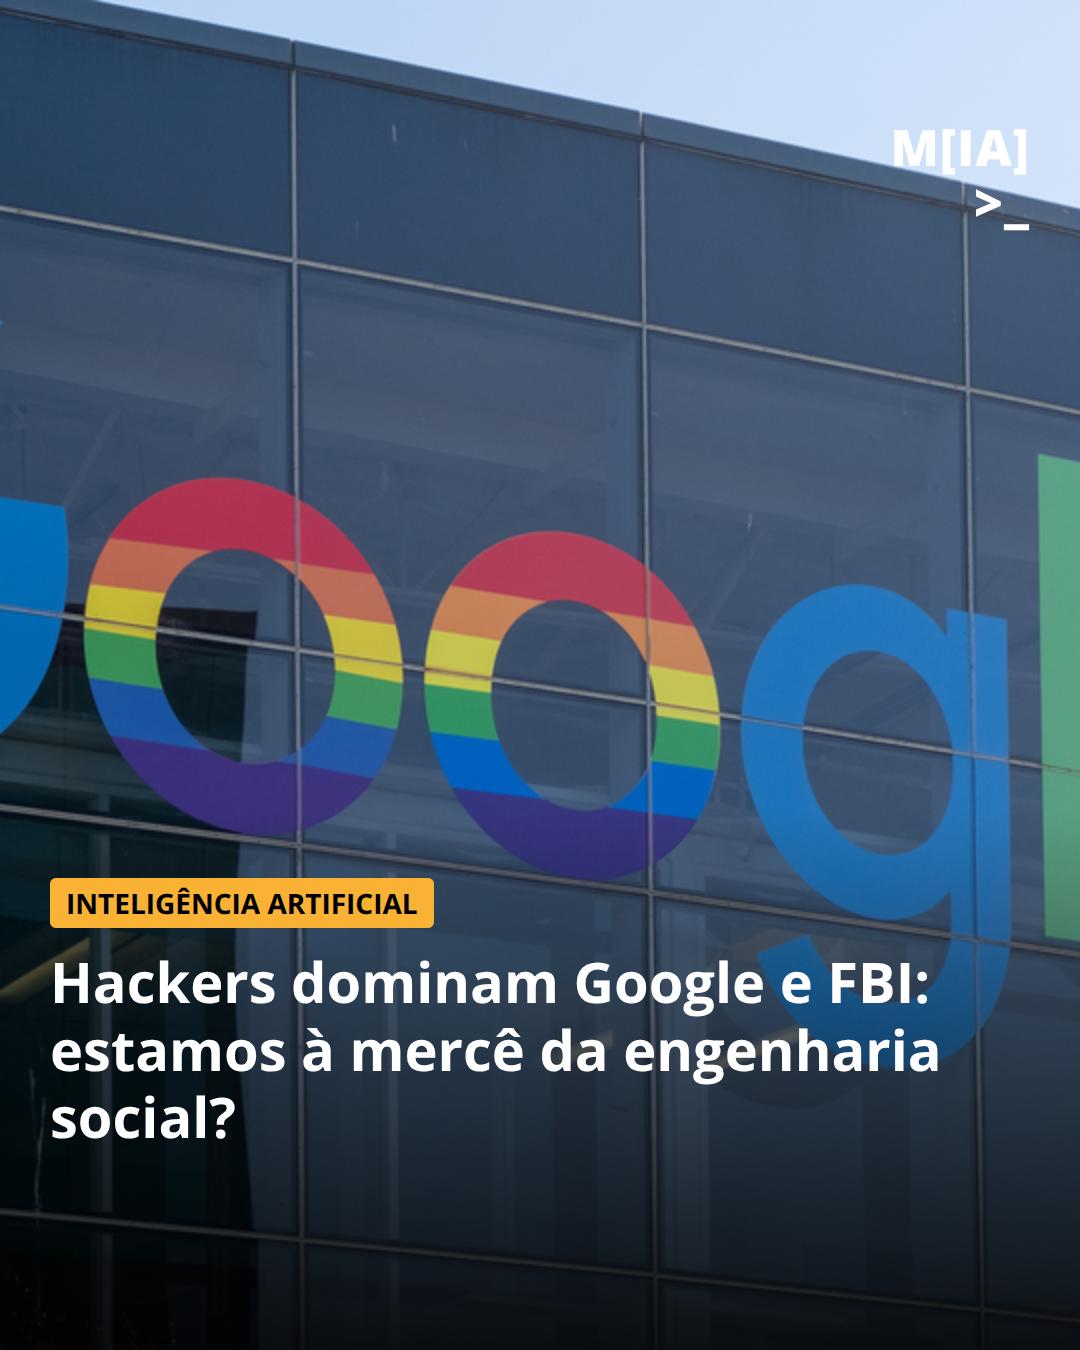 M[IA]
>_
oogl
INTELIGÊNCIA ARTIFICIAL
Hackers dominam Google e FBI:
estamos à mercê da engenharia
social?